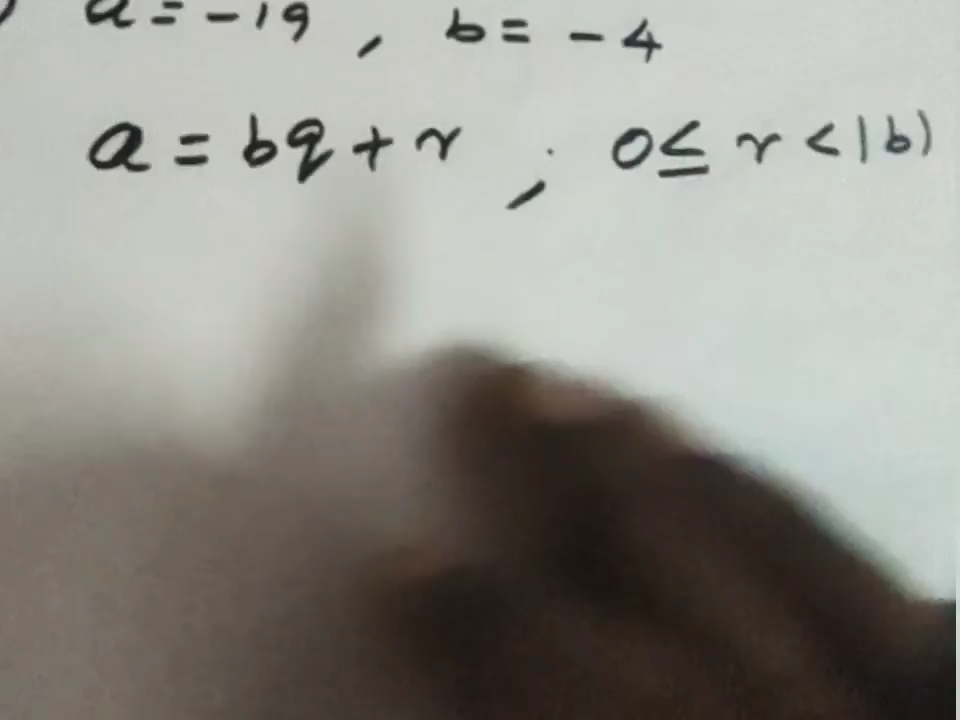 ) a = -19 , b = -4
a = bq + r , 0 ≤ r < |b|